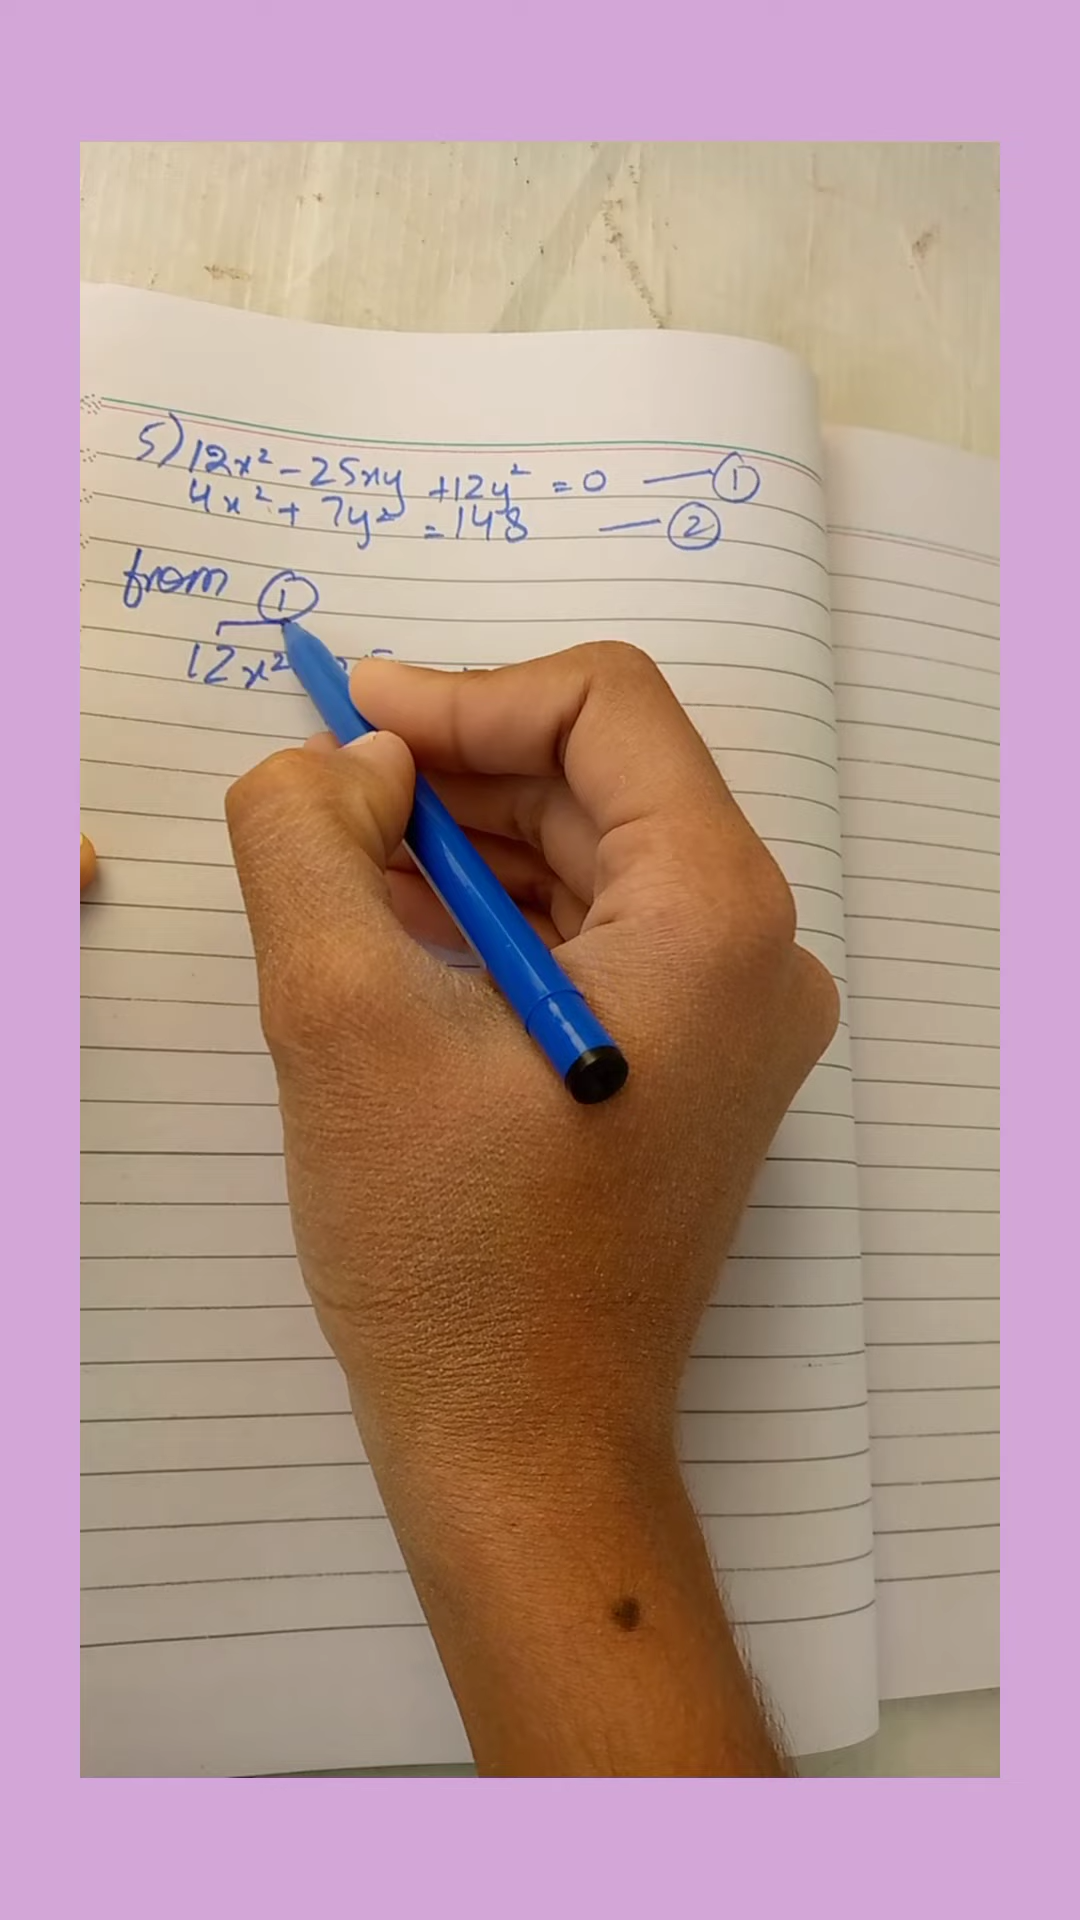 5) 12x² - 25xy + 12y² = 0 — ①
4x² + 7y² = 148 — ②
from ①
12x²